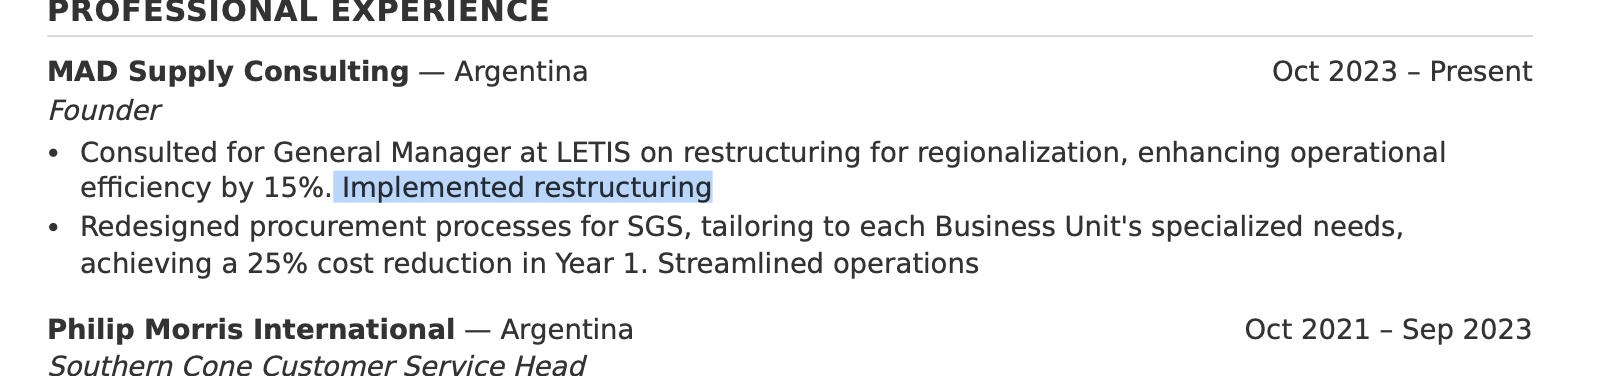 PROFESSIONAL EXPERIENCE
MAD Supply Consulting — Argentina Oct 2023 – Present
Founder
• Consulted for General Manager at LETIS on restructuring for regionalization, enhancing operational
efficiency by 15%. Implemented restructuring
• Redesigned procurement processes for SGS, tailoring to each Business Unit's specialized needs,
achieving a 25% cost reduction in Year 1. Streamlined operations
Philip Morris International — Argentina Oct 2021 – Sep 2023
Southern Cone Customer Service Head